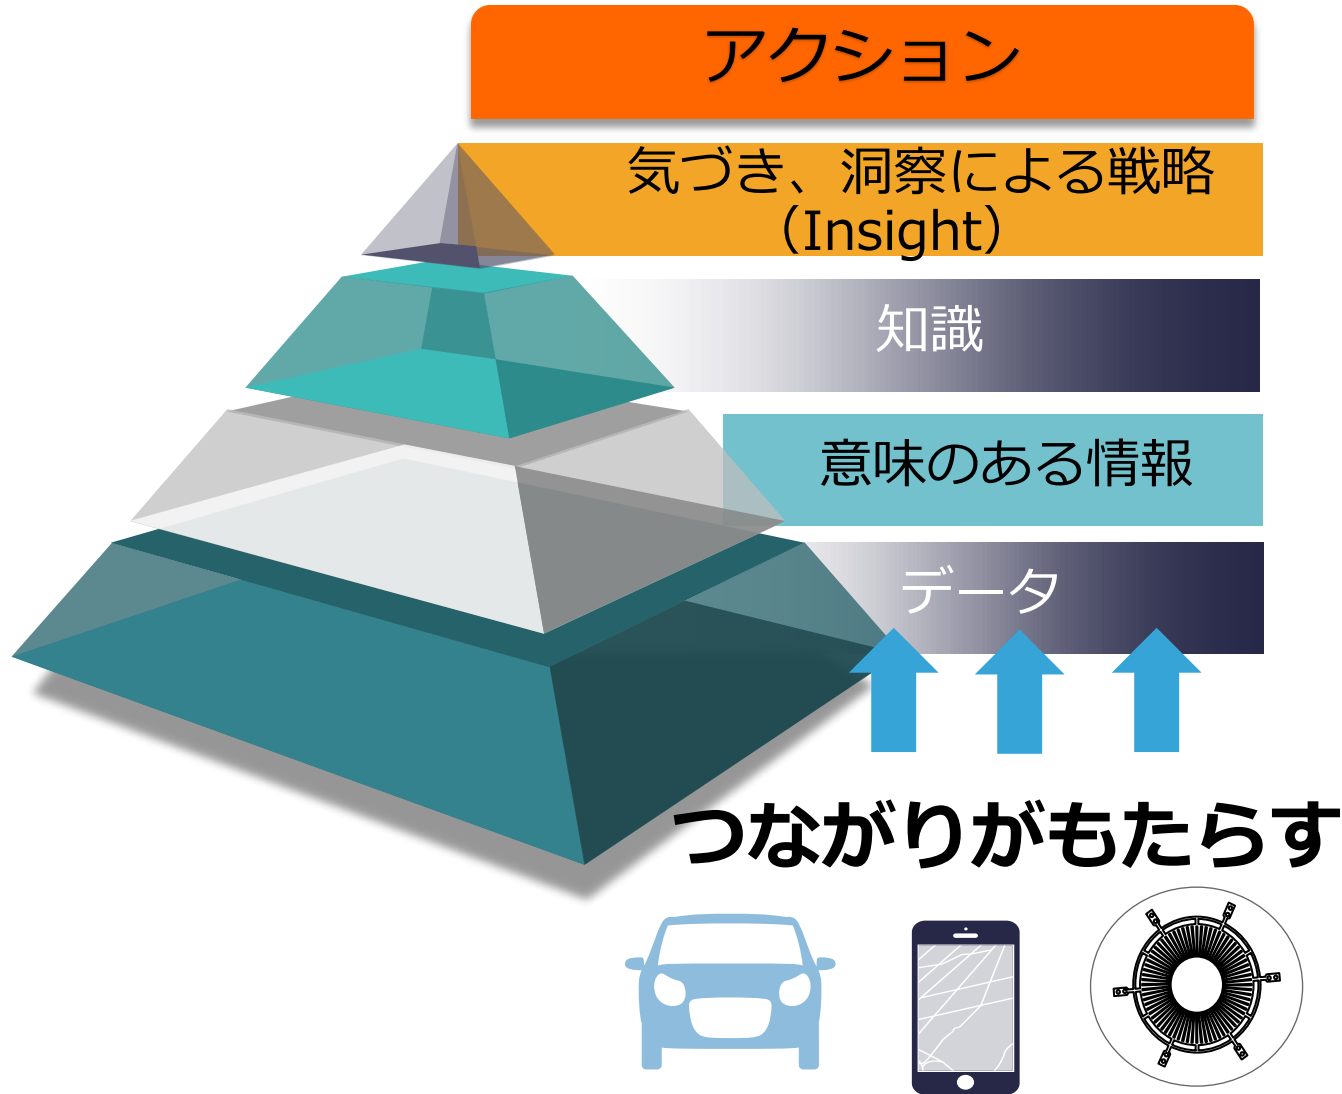 アクション
気づき、洞察による戦略
（Insight）
知識
意味のある情報
データ
つながりがもたらす